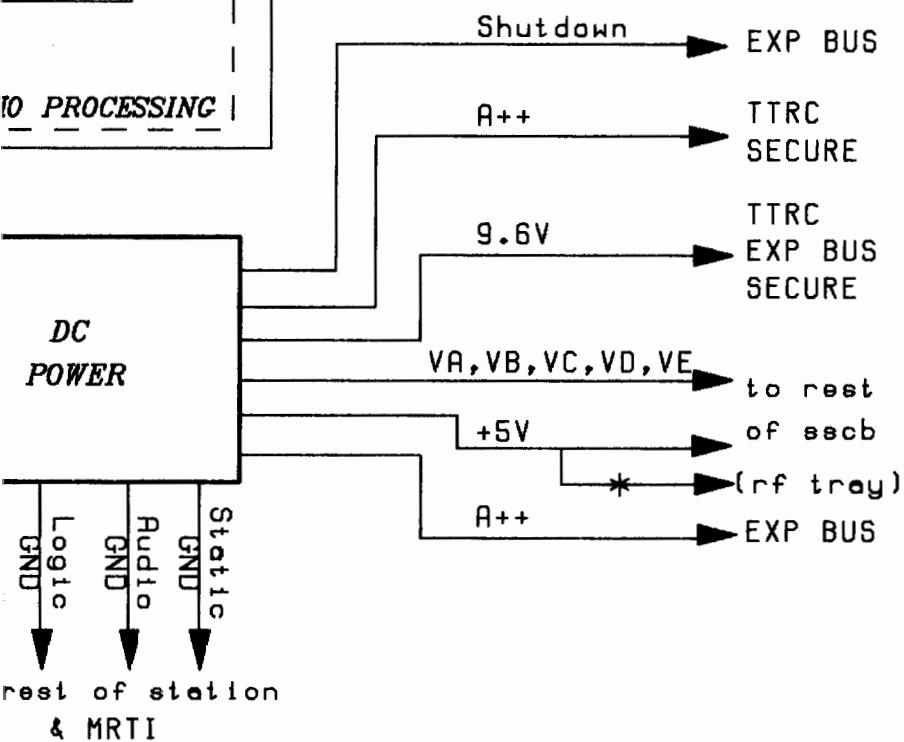 Shutdown
EXP BUS
PROCESSING
A++
TTRC
SECURE
9.6V
TTRC
EXP BUS
SECURE
DC
POWER
VA,VB,VC,VD,VE
to rest
of sscb
+5V
(rf tray)
A++
EXP BUS
Logic
GND
Audio
GND
Static
GND
rest of station
& MRTI